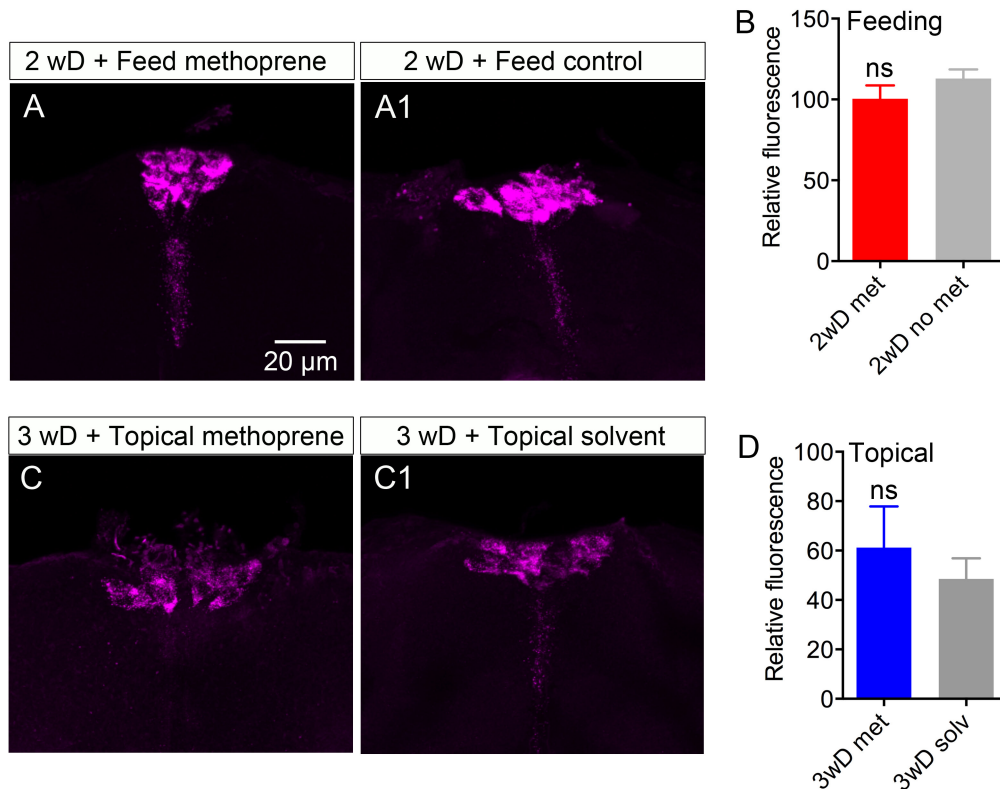 2 wD + Feed methoprene
2 wD + Feed control
A
A1
20 µm
B
Feeding
Relative fluorescence
150
100
50
0
ns
2wD met
2wD no met
3 wD + Topical methoprene
3 wD + Topical solvent
C
C1
D
Topical
Relative fluorescence
100
80
60
40
20
0
ns
3wD met
3wD solv